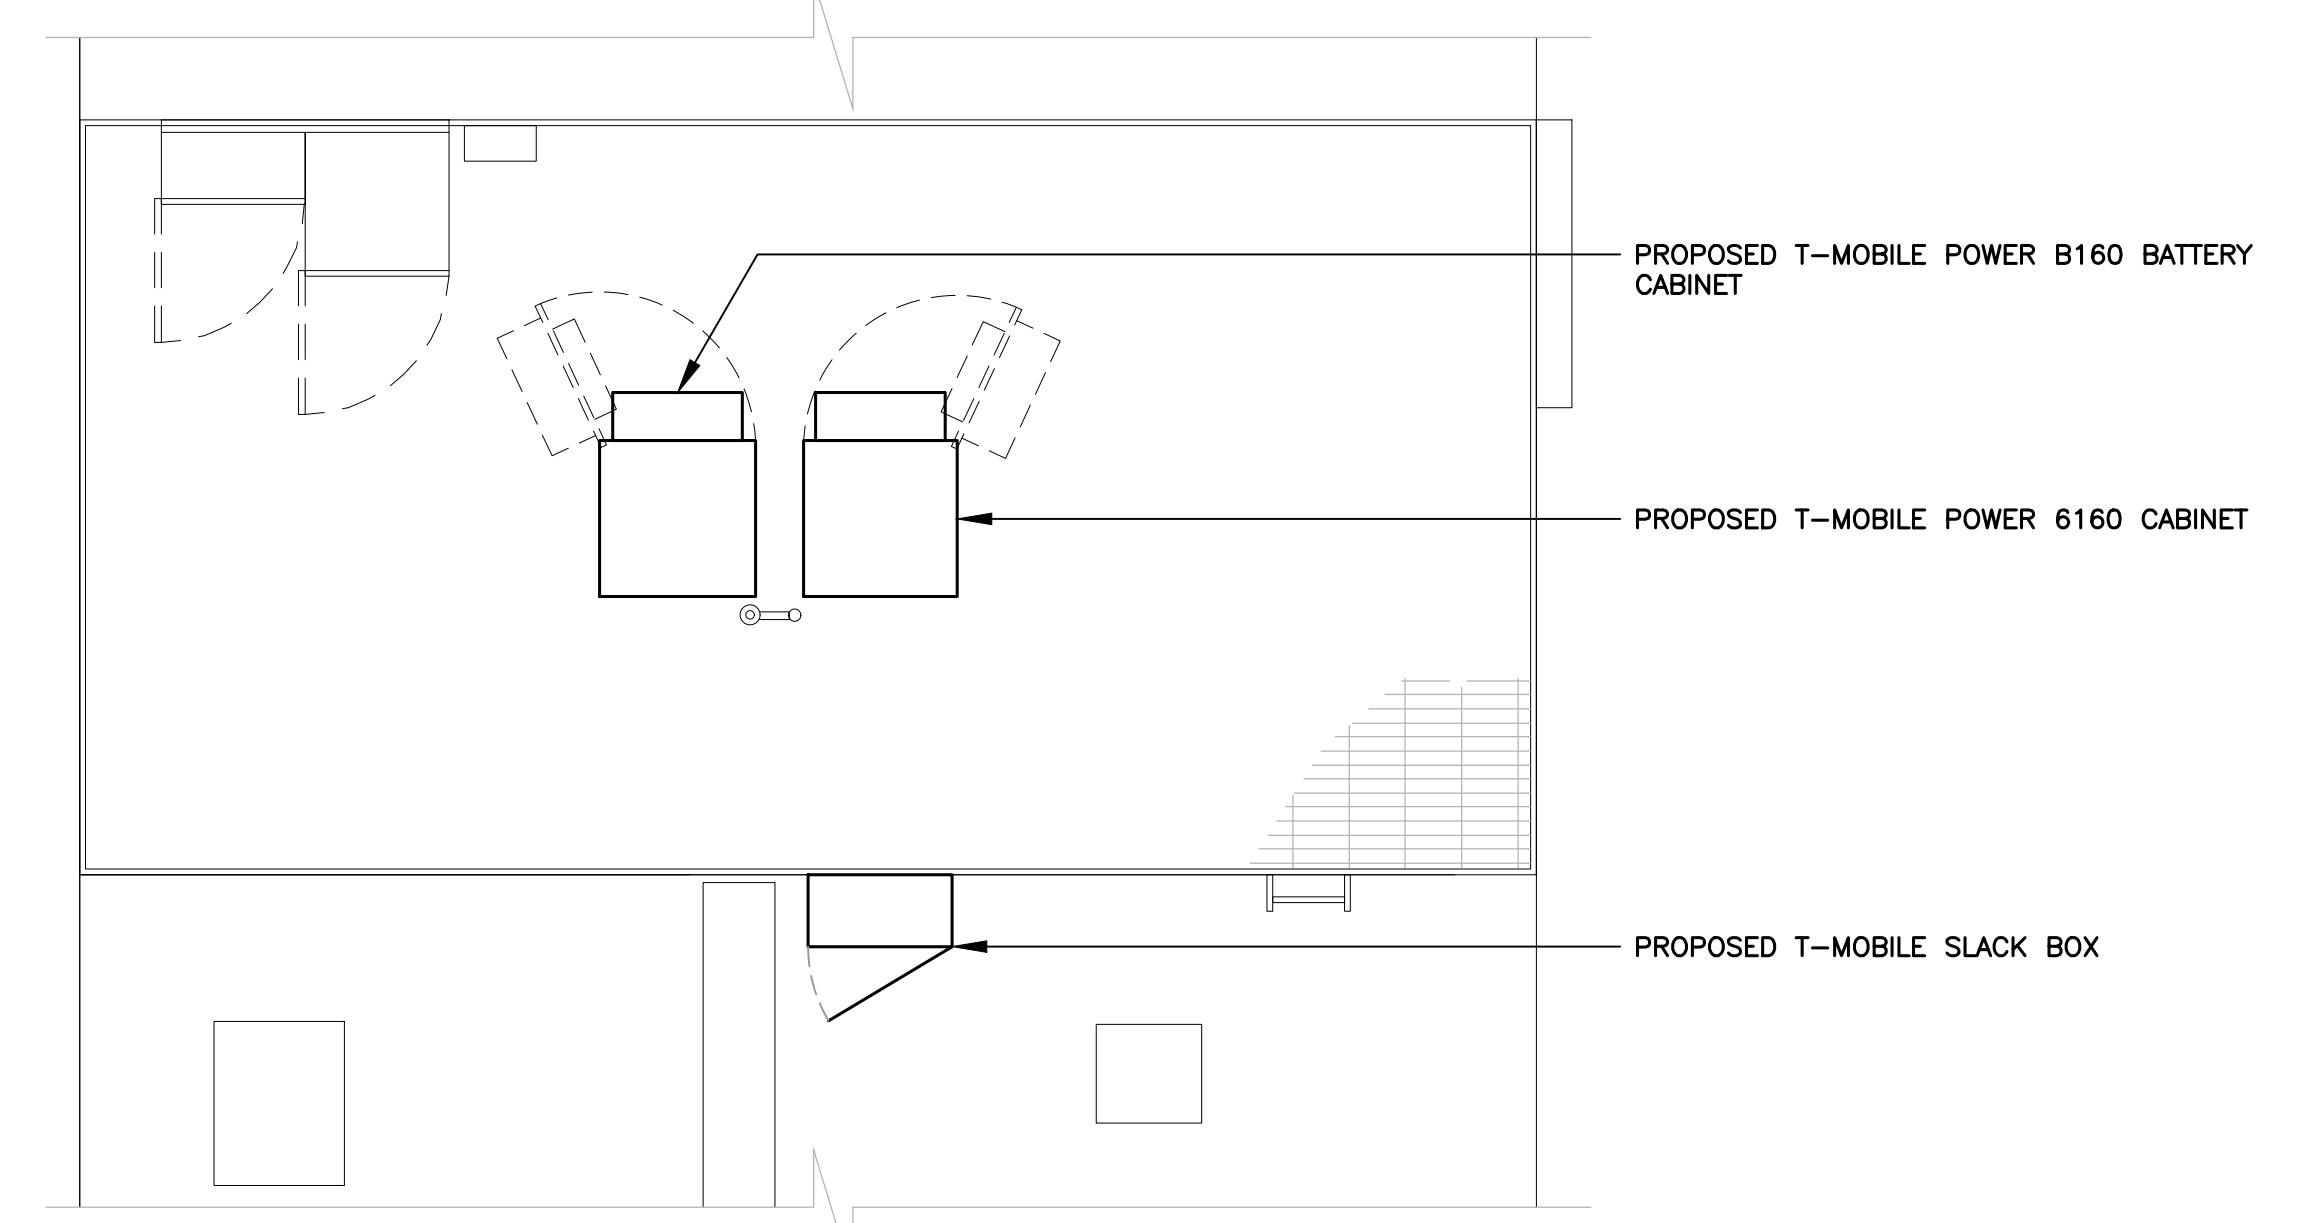 PROPOSED T-MOBILE POWER B160 BATTERY
CABINET
PROPOSED T-MOBILE POWER 6160 CABINET
PROPOSED T-MOBILE SLACK BOX